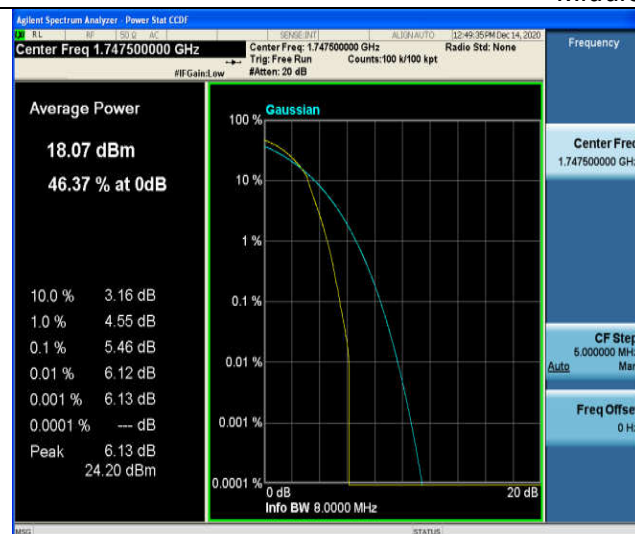 Agilent Spectrum Analyzer - Power Stat CCDF
RL RF 50 Ω AC SENSE:INT ALIGN AUTO 12:49:35 PM Dec 14, 2020
Center Freq 1.747500000 GHz
Center Freq: 1.747500000 GHz Radio Std: None
Trig: Free Run Counts:100 k/100 kpt
#IFGain:Low #Atten: 20 dB
Frequency
Average Power
18.07 dBm
46.37 % at 0dB
10.0 % 3.16 dB
1.0 % 4.55 dB
0.1 % 5.46 dB
0.01 % 6.12 dB
0.001 % 6.13 dB
0.0001 % --- dB
Peak 6.13 dB
24.20 dBm
Gaussian
100 %
10 %
1 %
0.1 %
0.01 %
0.001 %
0.0001 %
0 dB 20 dB
Info BW 8.0000 MHz
Center Freq
1.747500000 GHz
CF Step
5.000000 MHz
Auto Man
Freq Offse
0 Hz
MSG STATUS